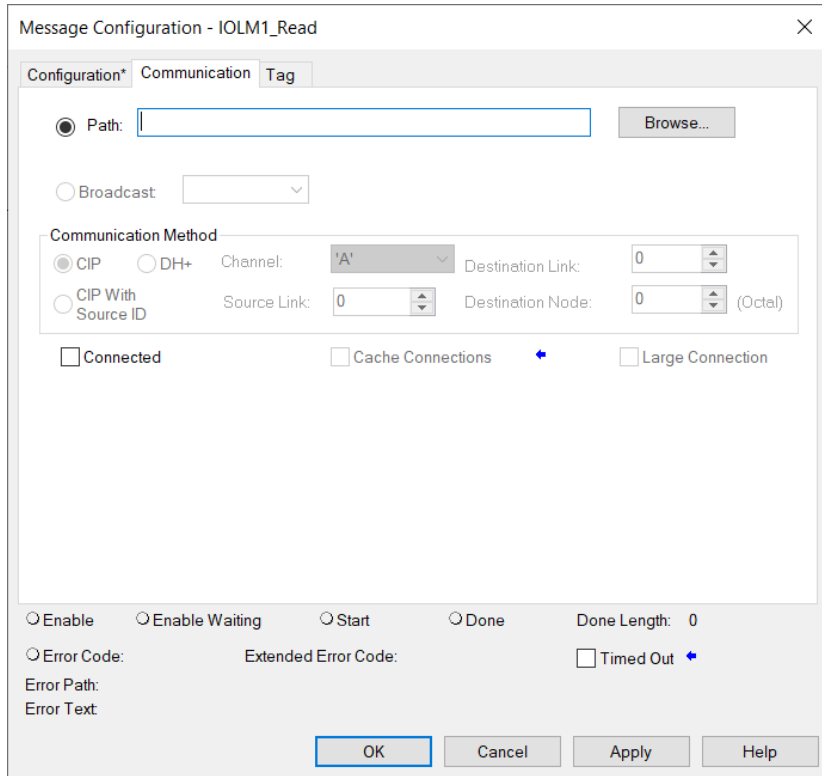 Message Configuration - IOLM1_Read
Configuration* Communication Tag
Path: Browse...
Broadcast:
Communication Method
CIP DH+ Channel: 'A' Destination Link: 0
CIP With Source ID Source Link: 0 Destination Node: 0 (Octal)
Connected Cache Connections Large Connection
Enable Enable Waiting Start Done Done Length: 0
Error Code: Extended Error Code: Timed Out
Error Path:
Error Text:
OK Cancel Apply Help